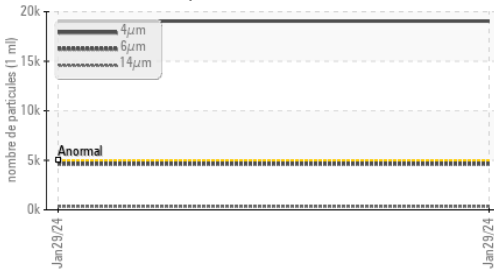 20k
15k
10k
5k
0k
nombre de particules (1 ml)
4µm
6µm
14µm
Anormal
Jan29/24
Jan29/24